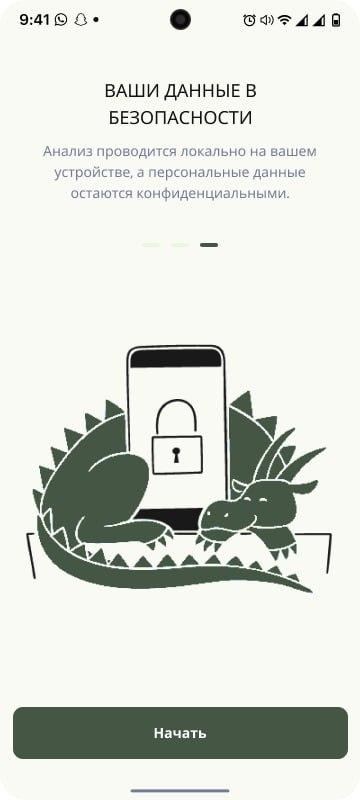 9:41
ВАШИ ДАННЫЕ В
БЕЗОПАСНОСТИ
Анализ проводится локально на вашем
устройстве, а персональные данные
остаются конфиденциальными.
Начать